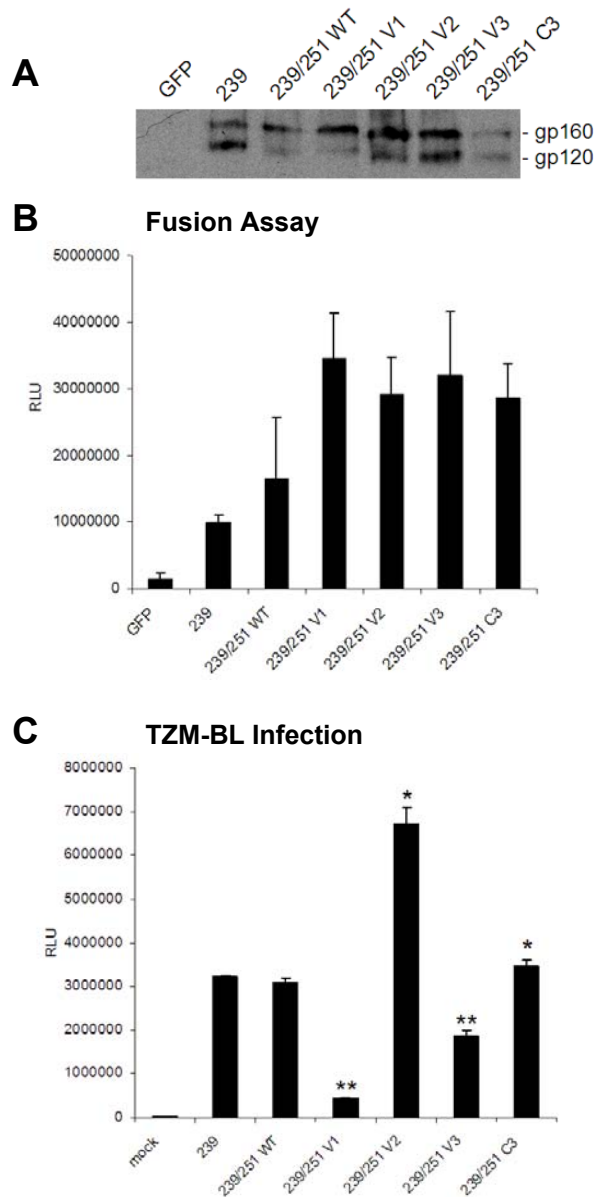 A
GFP
239
239/251 WT
239/251 V1
239/251 V2
239/251 V3
239/251 C3
- gp160
- gp120
B
Fusion Assay
50000000
40000000
30000000
20000000
10000000
0
RLU
GFP
239
239/251 WT
239/251 V1
239/251 V2
239/251 V3
239/251 C3
C
TZM-BL Infection
8000000
7000000
6000000
5000000
4000000
3000000
2000000
1000000
0
RLU
**
*
**
*
mock
239
239/251 WT
239/251 V1
239/251 V2
239/251 V3
239/251 C3